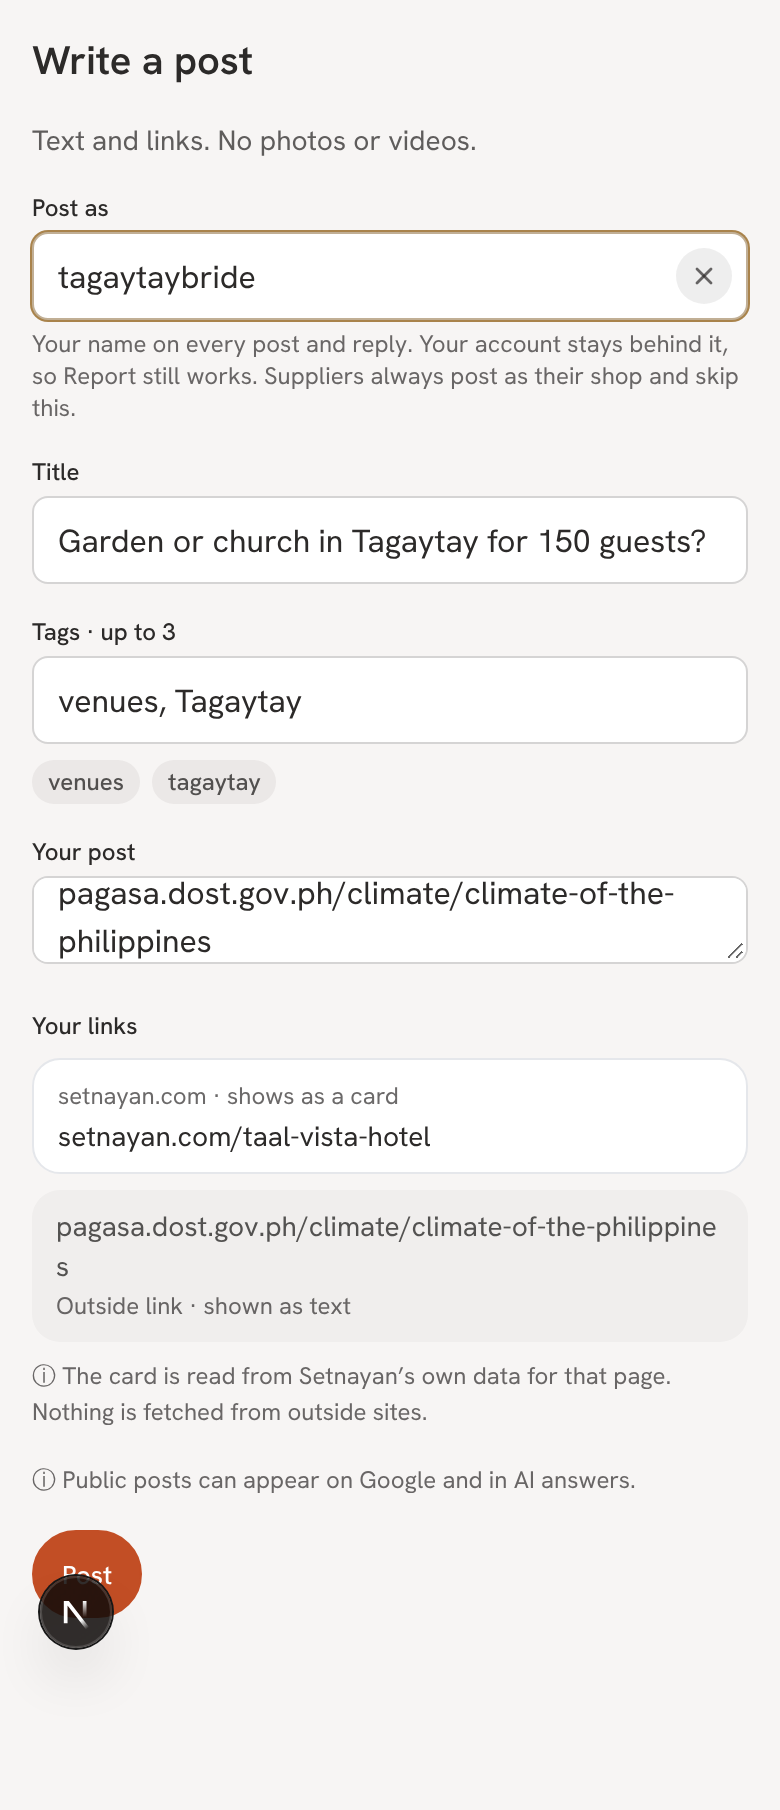 Write a post
Text and links. No photos or videos.
Post as
tagaytaybride
Your name on every post and reply. Your account stays behind it,
so Report still works. Suppliers always post as their shop and skip
this.
Title
Garden or church in Tagaytay for 150 guests?
Tags · up to 3
venues, Tagaytay
venues
tagaytay
Your post
pagasa.dost.gov.ph/climate/climate-of-the-
philippines
Your links
setnayan.com · shows as a card
setnayan.com/taal-vista-hotel
pagasa.dost.gov.ph/climate/climate-of-the-philippine
s
Outside link · shown as text
ⓘ The card is read from Setnayan’s own data for that page.
Nothing is fetched from outside sites.
ⓘ Public posts can appear on Google and in AI answers.
Post
N